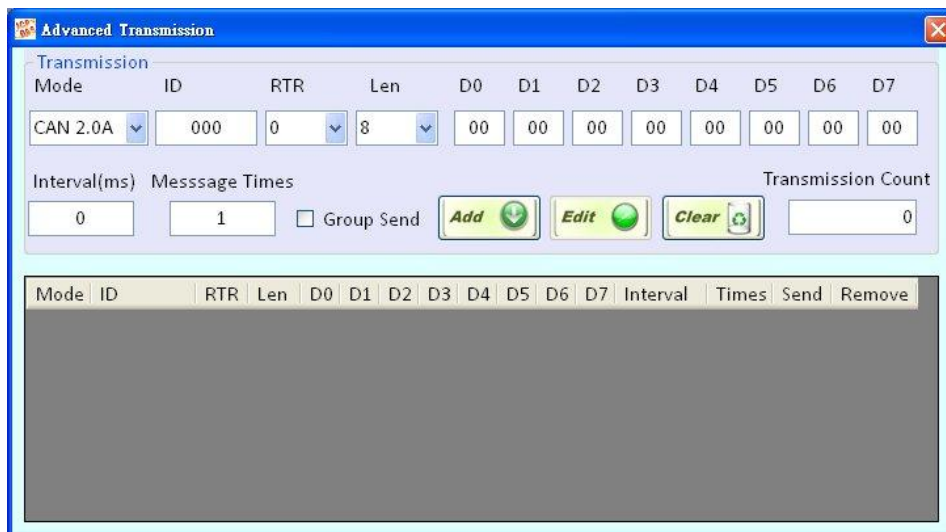 Advanced Transmission
Transmission
Mode ID RTR Len D0 D1 D2 D3 D4 D5 D6 D7
CAN 2.0A 000 0 8 00 00 00 00 00 00 00 00
Interval(ms) Messsage Times Transmission Count
0 1 Group Send Add Edit Clear 0
Mode ID RTR Len D0 D1 D2 D3 D4 D5 D6 D7 Interval Times Send Remove